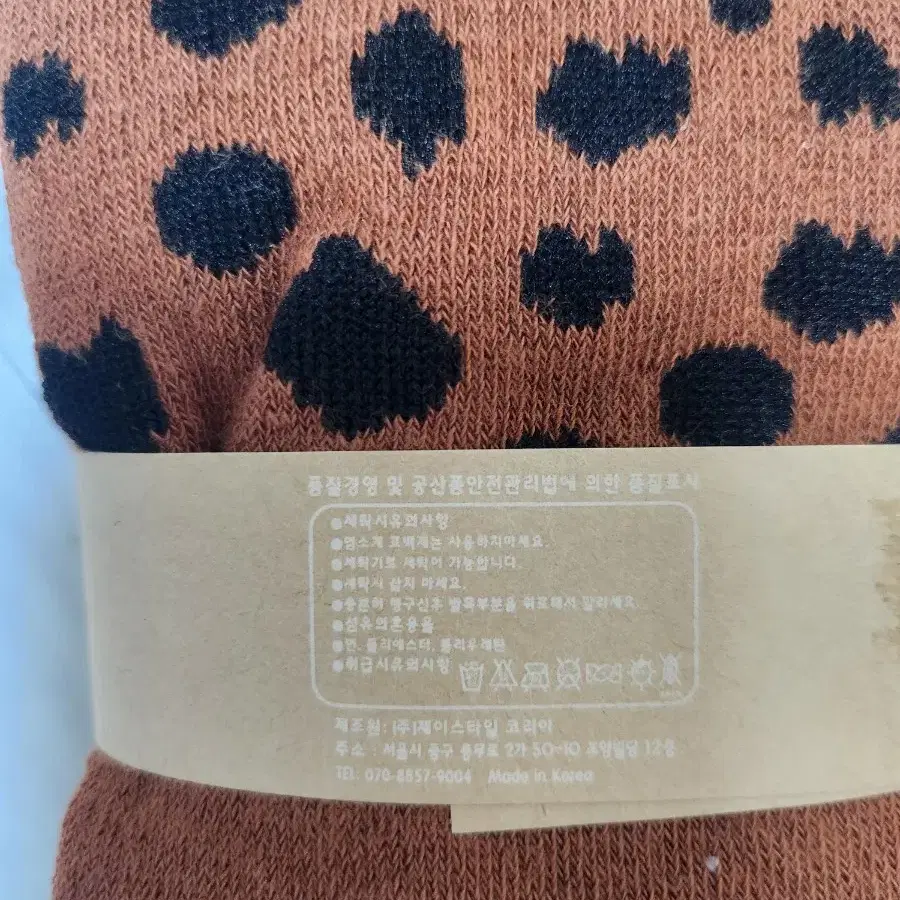 품질경영 및 공산품안전관리법에 의한 품질표시
●세탁시유의사항
●염소계 표백제는 사용하지마세요.
●세탁기로 세탁이 가능합니다.
●세탁시 삶지 마세요.
●충분히 헹구신후 발목부분을 위로해서 말리세요.
●섬유의혼용율
●면, 폴리에스터, 폴리우레탄
●취급시유의사항
제조원: (주)제이스타일 코리아
주소 : 서울시 중구 충무로 2가 50-10 12층
TEL: 070-8857-9004 Made in Korea